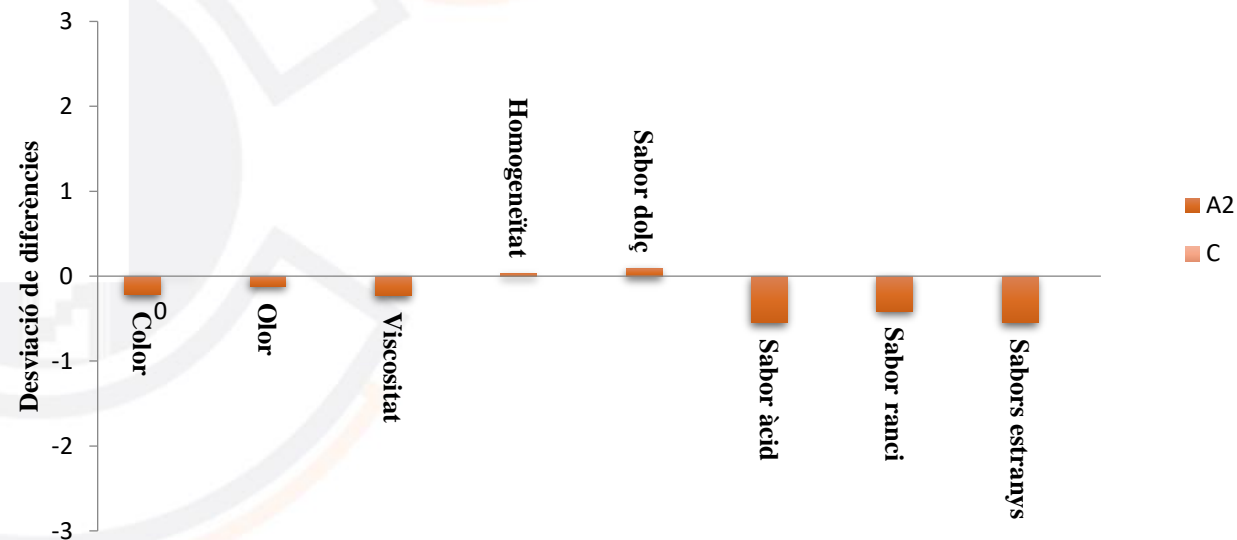 3
2
1
0
-1
-2
-3
Desviació de diferències
Color
0
Olor
Viscositat
Homogeneïtat
Sabor dolç
Sabor àcid
Sabor ranci
Sabors estranys
A2
C